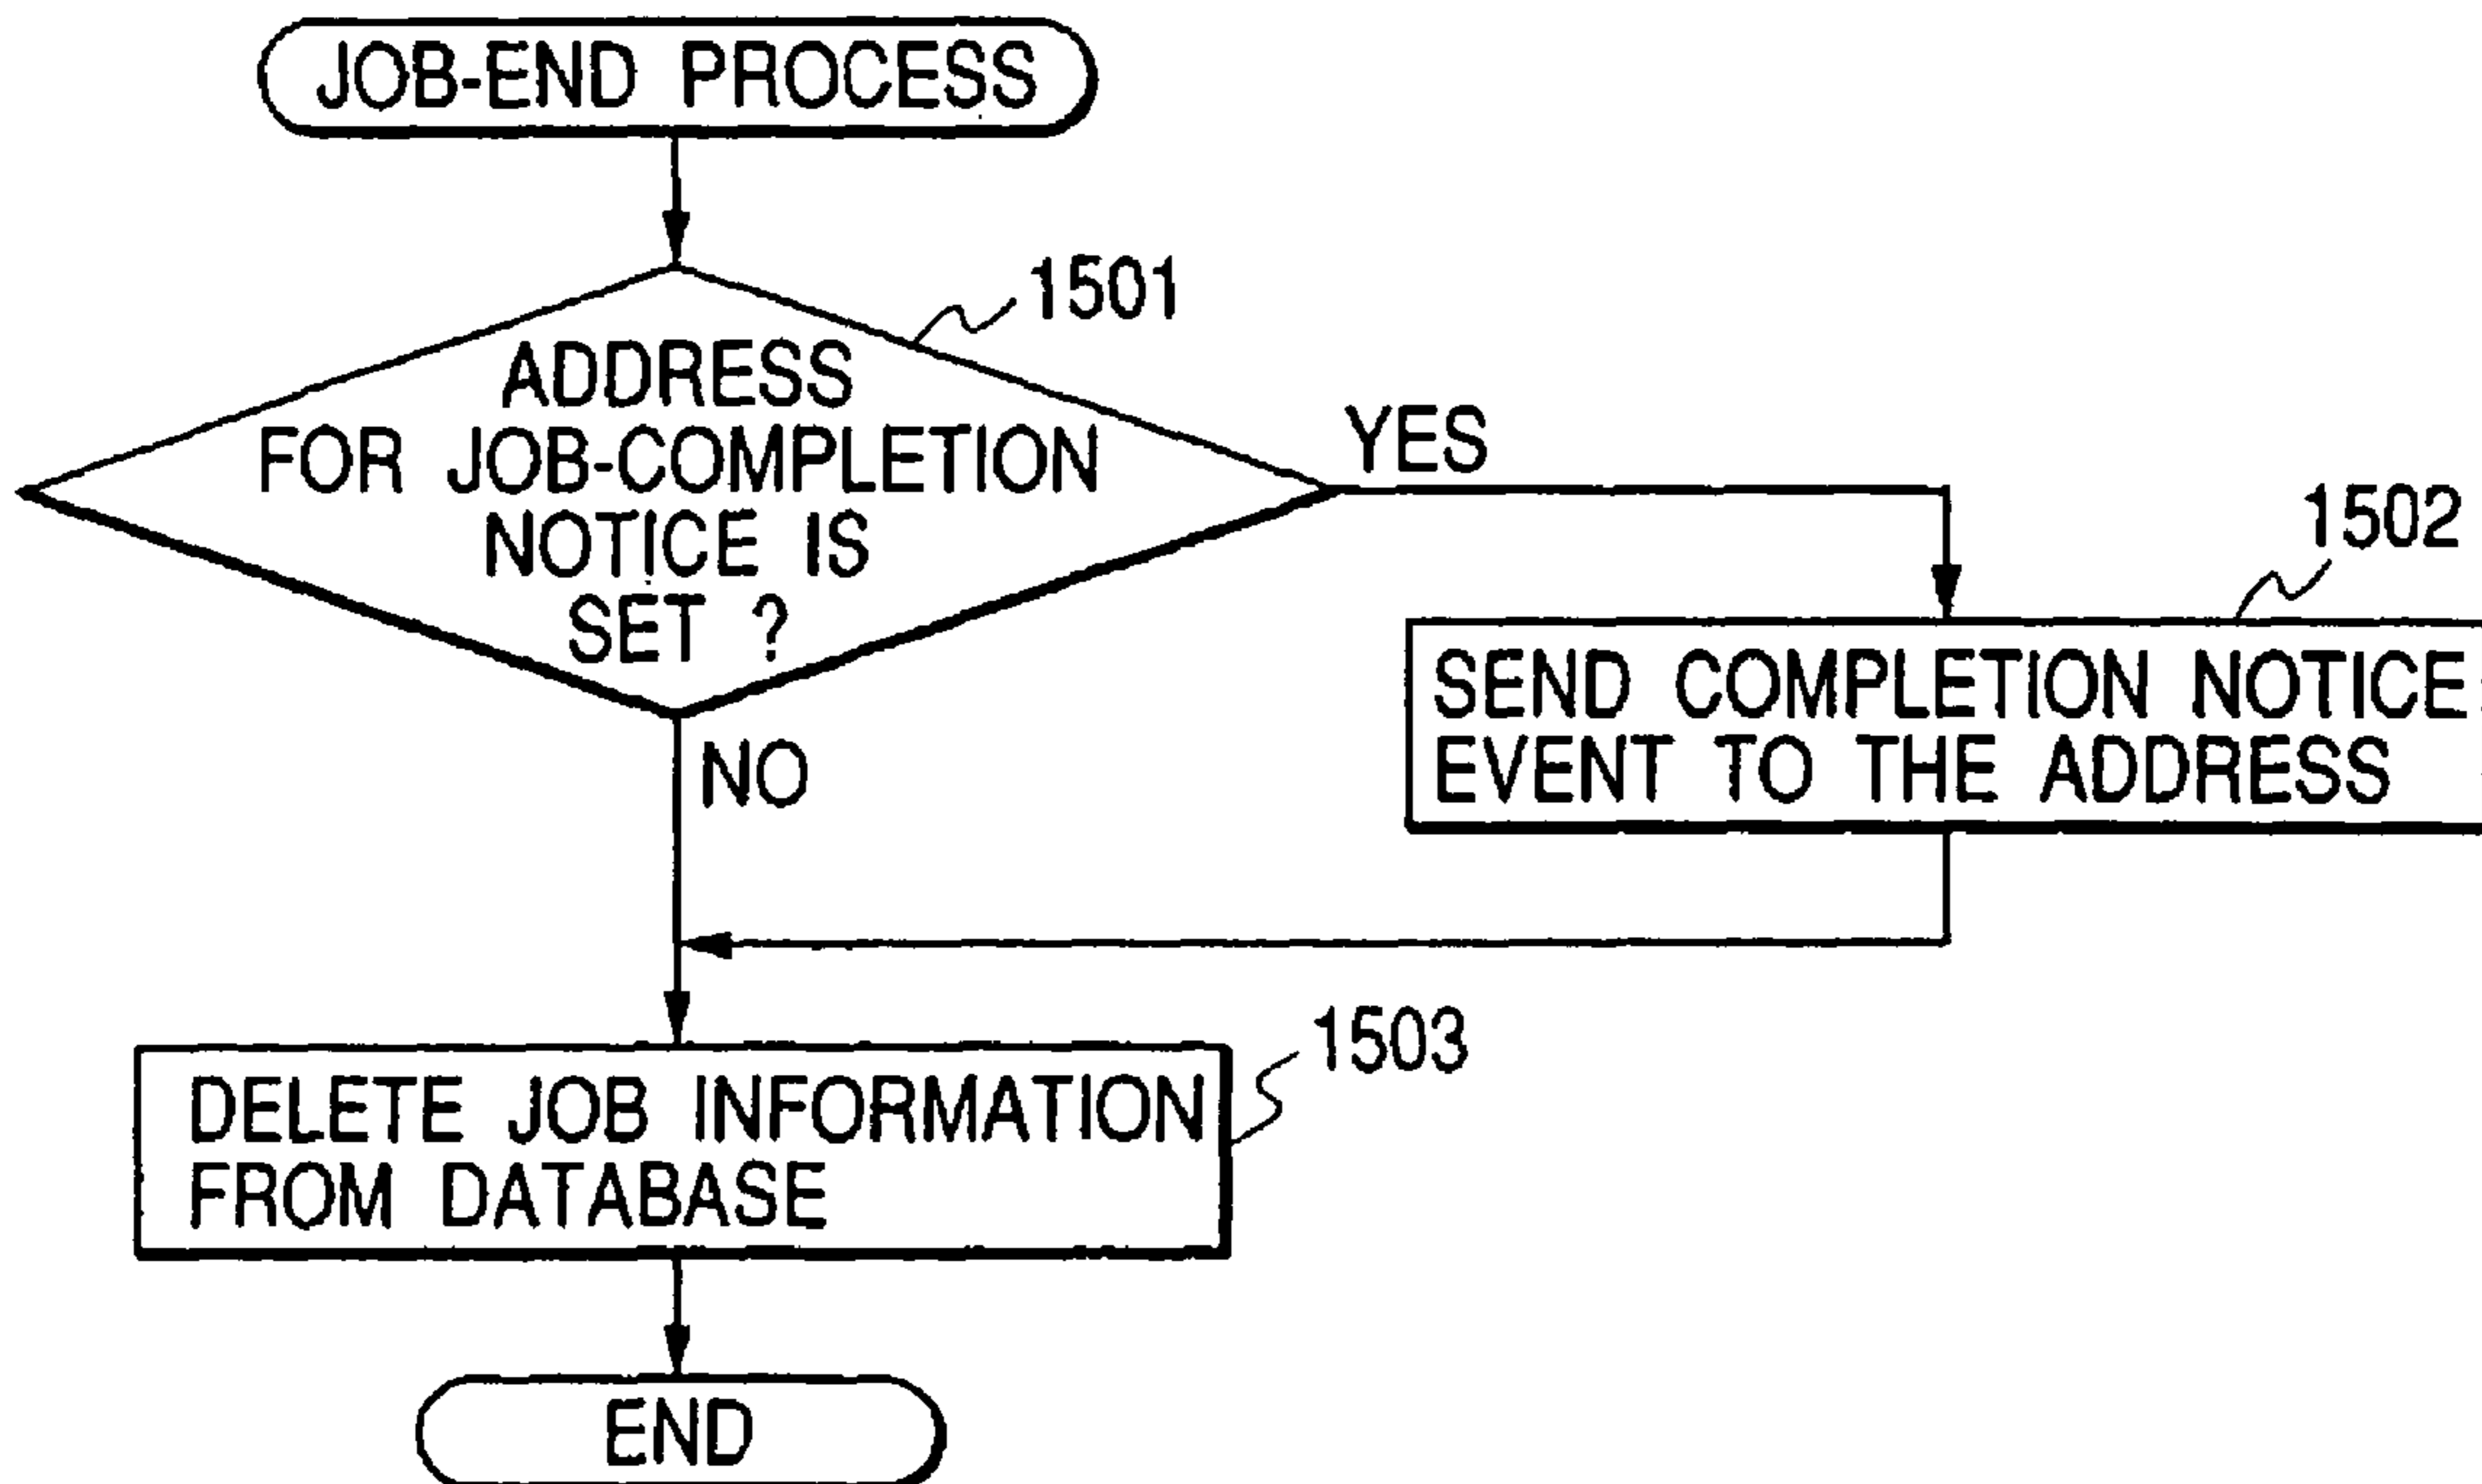 JOB-END PROCESS
1501
ADDRESS
FOR JOB-COMPLETION
NOTICE IS
SET ?
YES
NO
1502
SEND COMPLETION NOTICE
EVENT TO THE ADDRESS
1503
DELETE JOB INFORMATION
FROM DATABASE
END